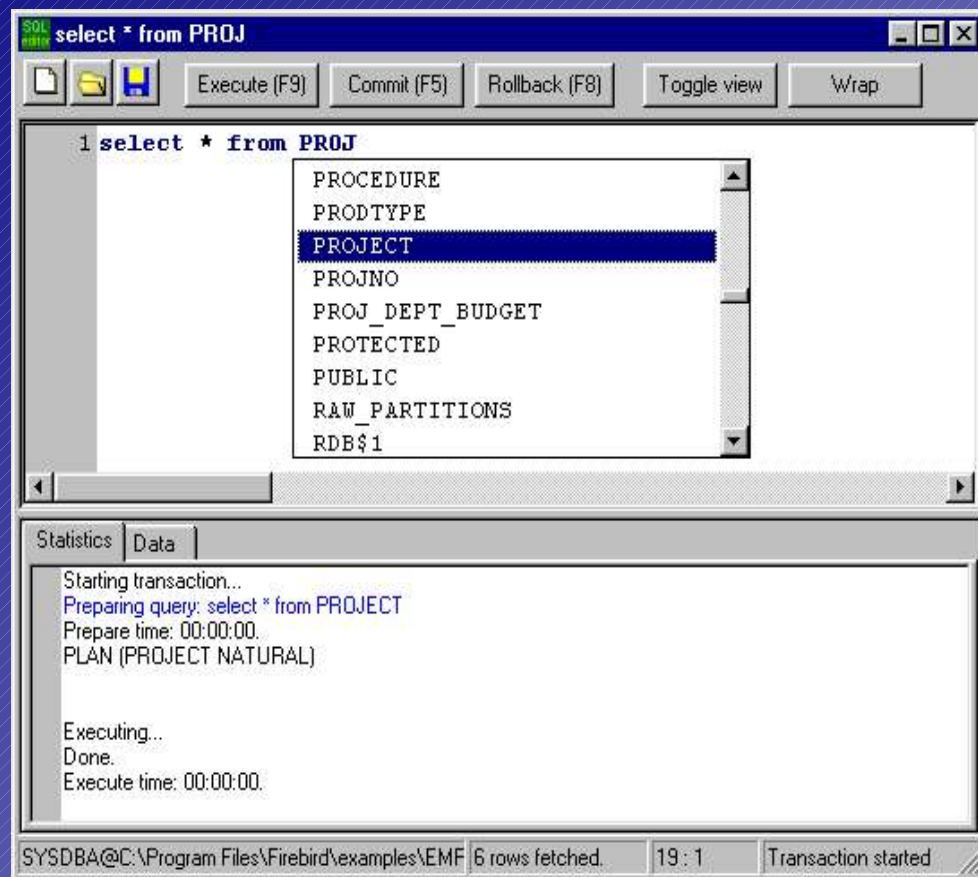 SQL editor select * from PROJ
Execute (F9) Commit (F5) Rollback (F8) Toggle view Wrap
1 select * from PROJ
PROCEDURE
PRODTYPE
PROJECT
PROJNO
PROJ_DEPT_BUDGET
PROTECTED
PUBLIC
RAW_PARTITIONS
RDB$1
Statistics Data
Starting transaction...
Preparing query: select * from PROJECT
Prepare time: 00:00:00.
PLAN (PROJECT NATURAL)
Executing...
Done.
Execute time: 00:00:00.
SYSDBA@C:\Program Files\Firebird\examples\EMF 6 rows fetched. 19 : 1 Transaction started